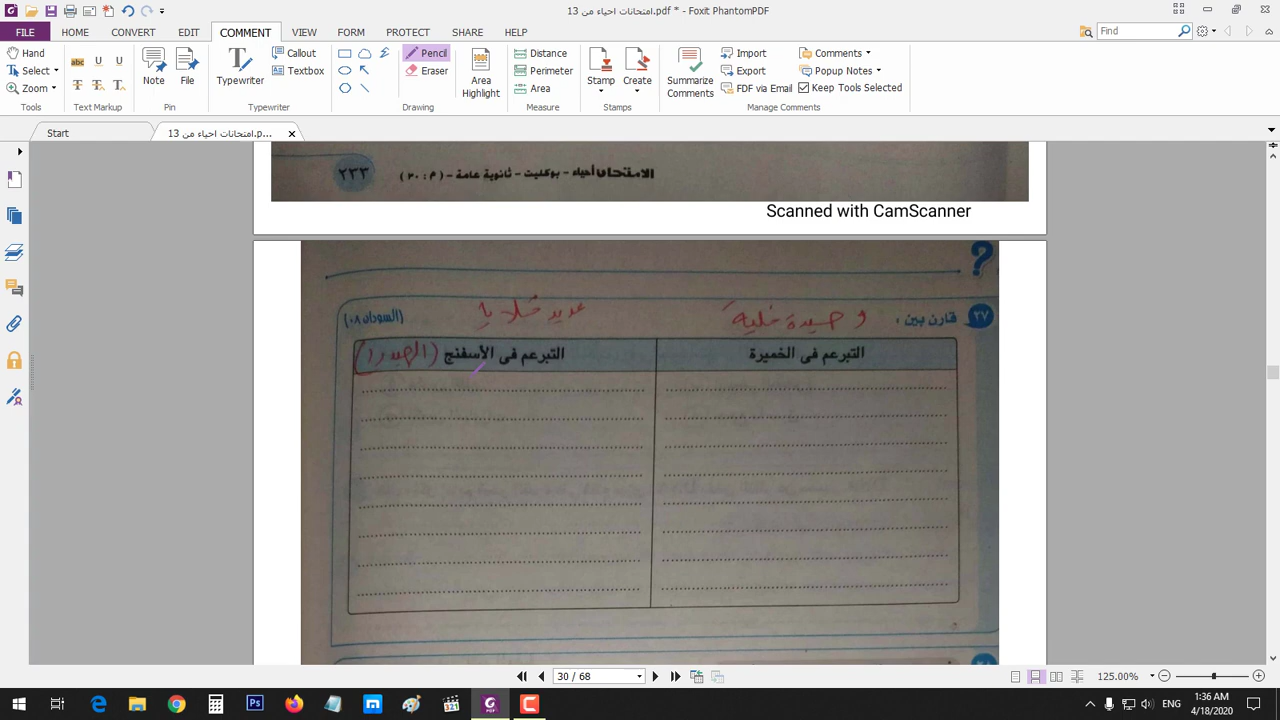 امتحانات احياء من 13.pdf * - Foxit PhantomPDF
FILE HOME CONVERT EDIT COMMENT VIEW FORM PROTECT SHARE HELP
Find
Hand
Select
Zoom
Tools
Text Markup
Note
File
Pin
Typewriter
Callout
Textbox
Typewriter
Pencil
Eraser
Drawing
Area Highlight
Distance
Perimeter
Area
Measure
Stamp
Create
Stamps
Summarize Comments
Import
Export
FDF via Email
Comments
Popup Notes
Keep Tools Selected
Manage Comments
Start
امتحانات احياء من 13.p...
الامتحان أحياء - بوكليت - ثانوية عامة - (م : ٢٠) ٢٣٣
Scanned with CamScanner
?
٢٧ قارن بين : وحيدة خلية عديد خلايا (السودان ٠٨)
التبرعم فى الخميرة
التبرعم فى الأسفنج (الهيدرا)
30 / 68
125.00%
1:36 AM
4/18/2020